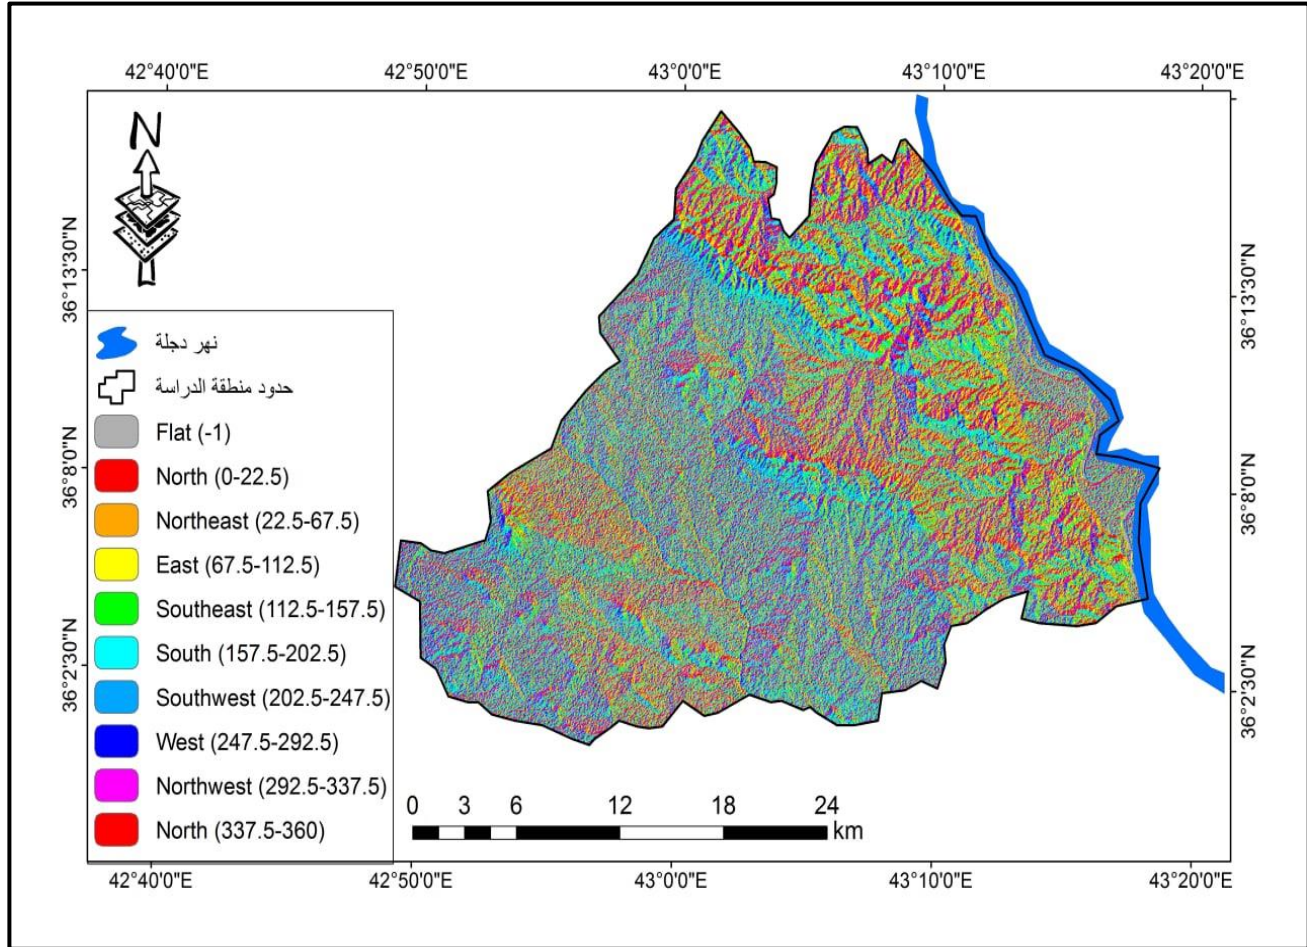 42°40'0"E 42°50'0"E 43°0'0"E 43°10'0"E 43°20'0"E
N
36°13'30"N
36°8'0"N
36°2'30"N
36°13'30"N
36°8'0"N
36°2'30"N
نهر دجلة
حدود منطقة الدراسة
Flat (-1)
North (0-22.5)
Northeast (22.5-67.5)
East (67.5-112.5)
Southeast (112.5-157.5)
South (157.5-202.5)
Southwest (202.5-247.5)
West (247.5-292.5)
Northwest (292.5-337.5)
North (337.5-360)
0 3 6 12 18 24
km
42°40'0"E 42°50'0"E 43°0'0"E 43°10'0"E 43°20'0"E